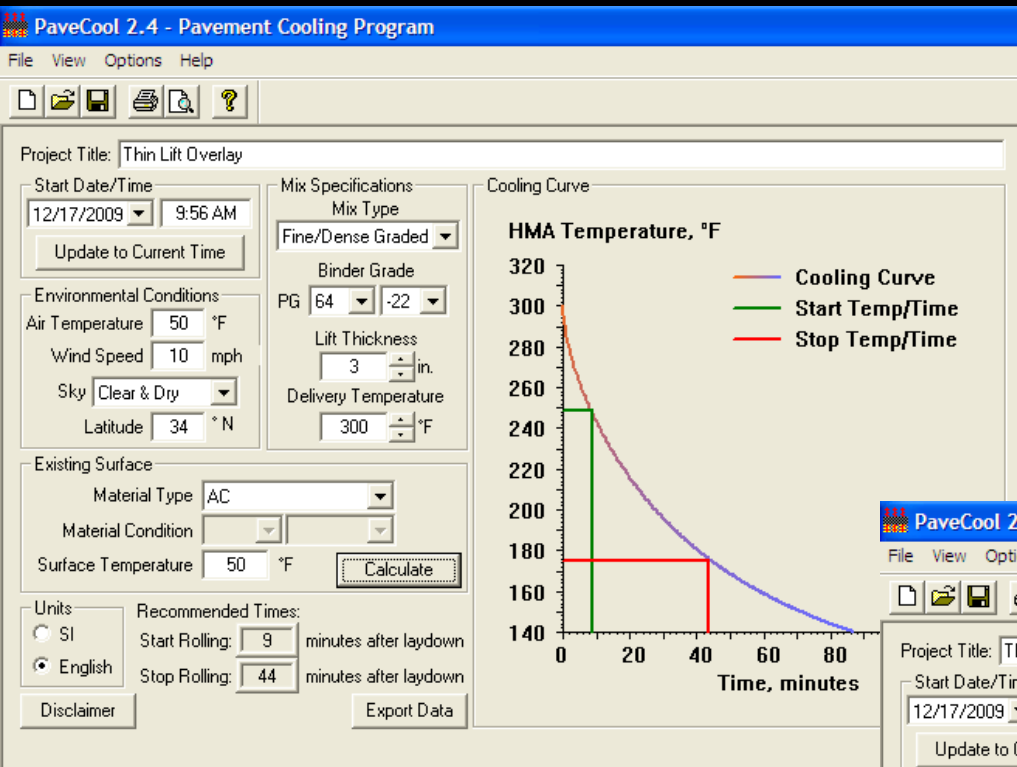 PaveCool 2.4 - Pavement Cooling Program
File View Options Help
Project Title: Thin Lift Overlay
Start Date/Time
12/17/2009 9:56 AM
Update to Current Time
Environmental Conditions
Air Temperature 50 °F
Wind Speed 10 mph
Sky Clear & Dry
Latitude 34 ° N
Mix Specifications
Mix Type
Fine/Dense Graded
Binder Grade
PG 64 -22
Lift Thickness
3 in.
Delivery Temperature
300 °F
Existing Surface
Material Type AC
Material Condition
Surface Temperature 50 °F
Calculate
Units
SI
English
Recommended Times:
Start Rolling: 9 minutes after laydown
Stop Rolling: 44 minutes after laydown
Disclaimer
Export Data
Cooling Curve
HMA Temperature, °F
Cooling Curve
Start Temp/Time
Stop Temp/Time
320
300
280
260
240
220
200
180
160
140
0 20 40 60 80
Time, minutes
PaveCool 2
File View Opti
Project Title: Th
Start Date/Tim
12/17/2009
Update to C